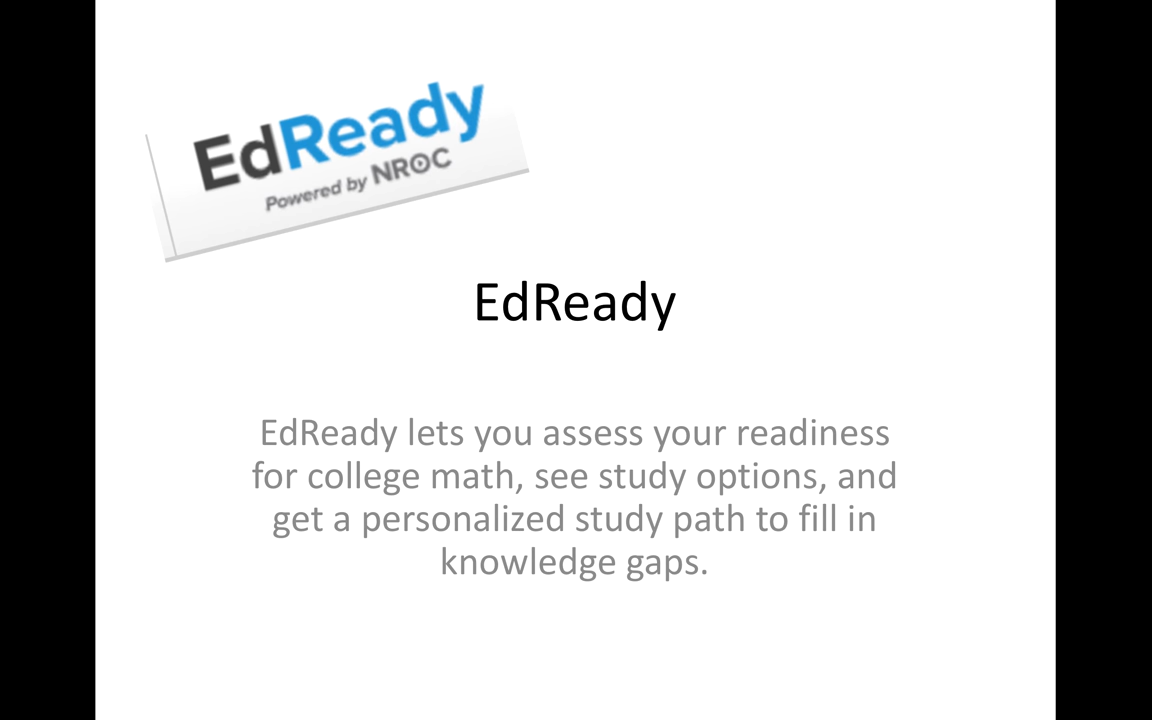 EdReady
Powered by NROC
EdReady
EdReady lets you assess your readiness
for college math, see study options, and
get a personalized study path to fill in
knowledge gaps.